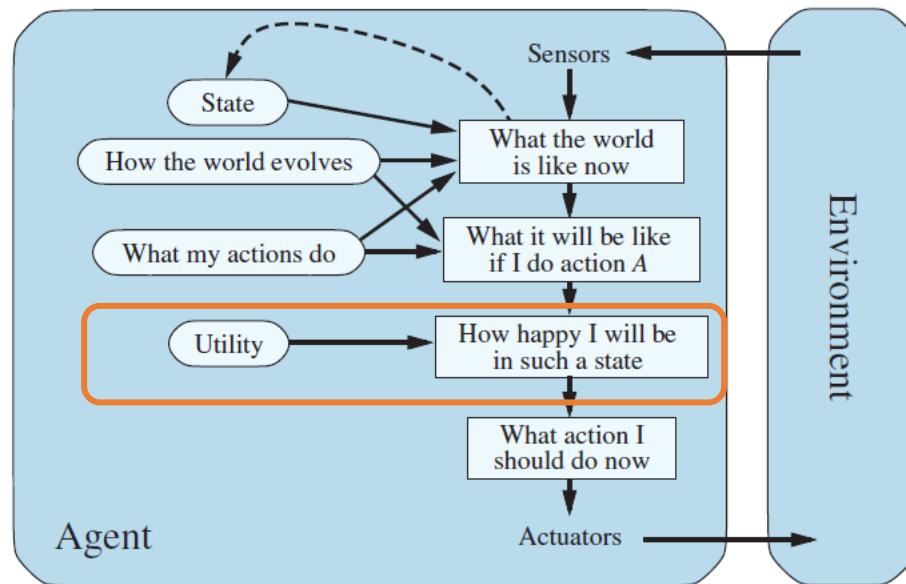 Sensors
State
What the world
is like now
How the world evolves
What it will be like
if I do action A
What my actions do
Utility
How happy I will be
in such a state
What action I
should do now
Agent
Actuators
Environment